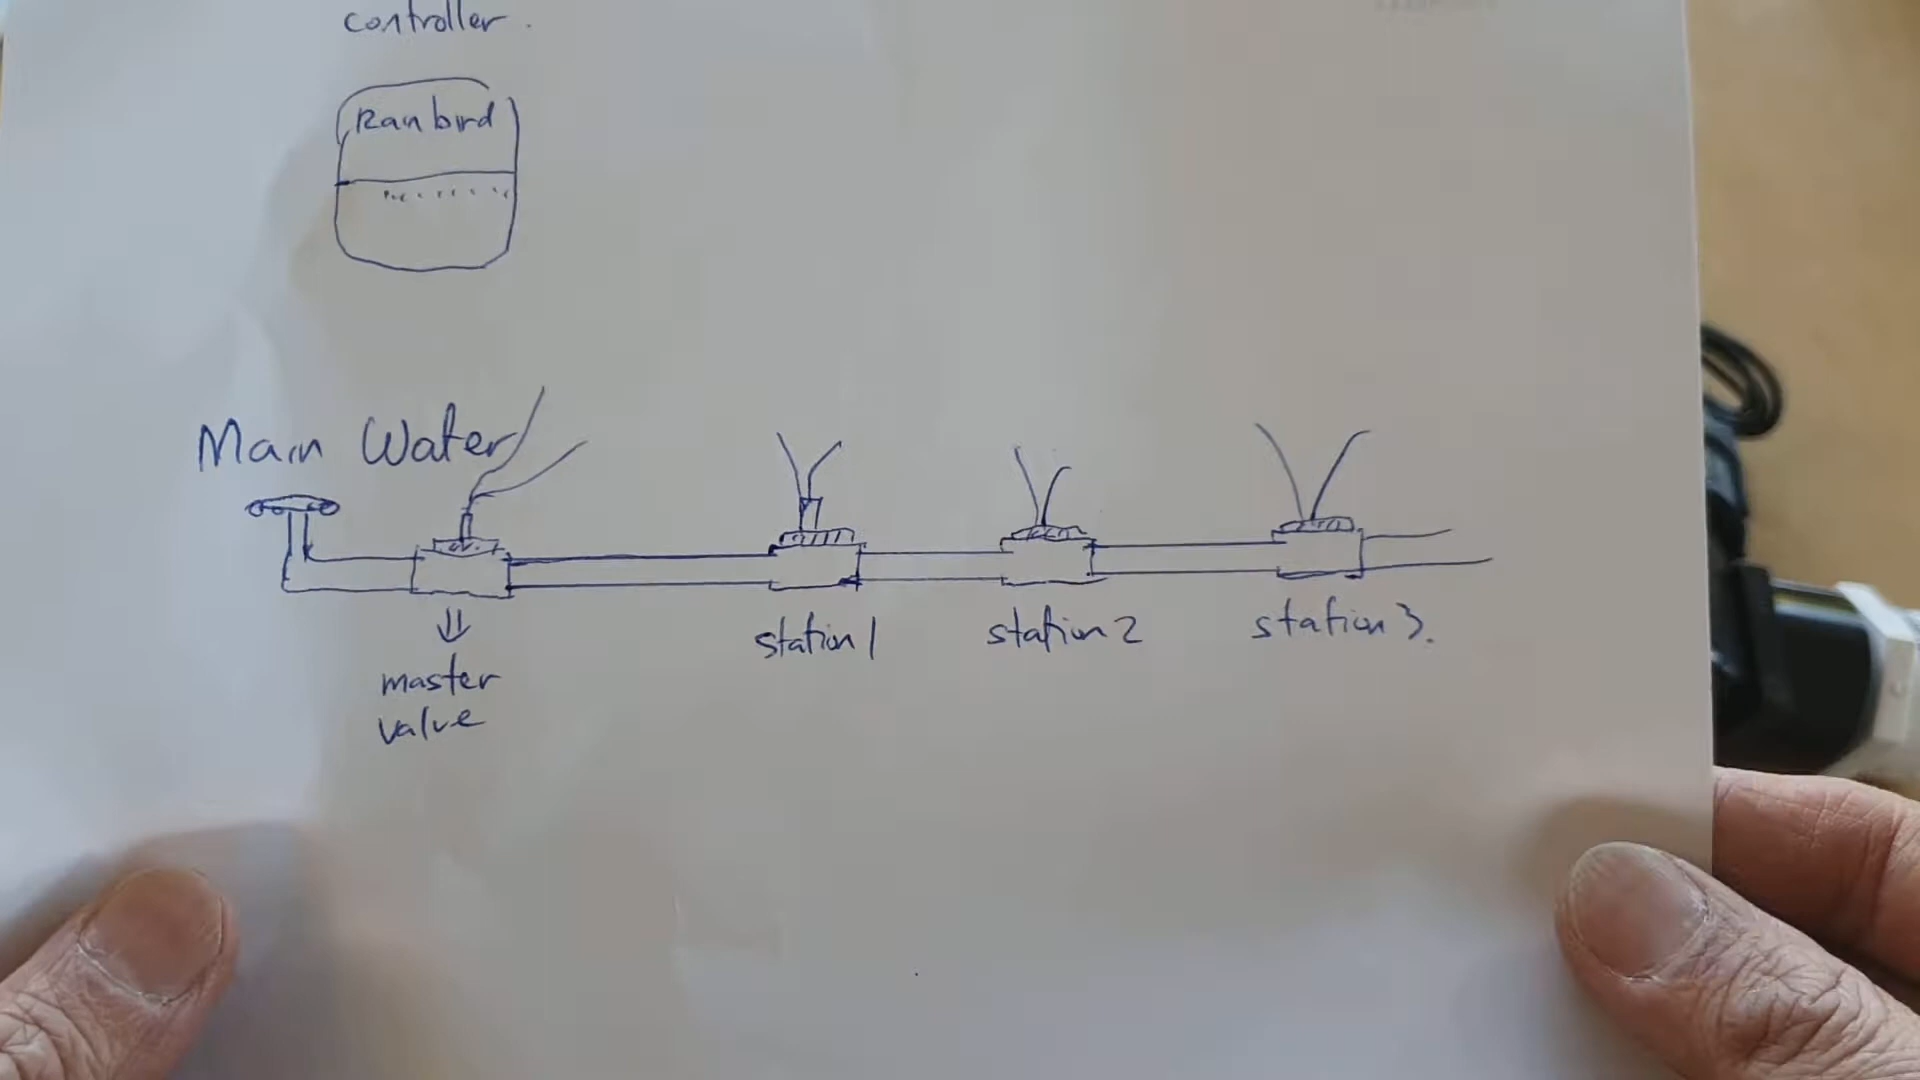 controller.
Rainbird
Main Water
master
valve
station 1
station 2
station 3.